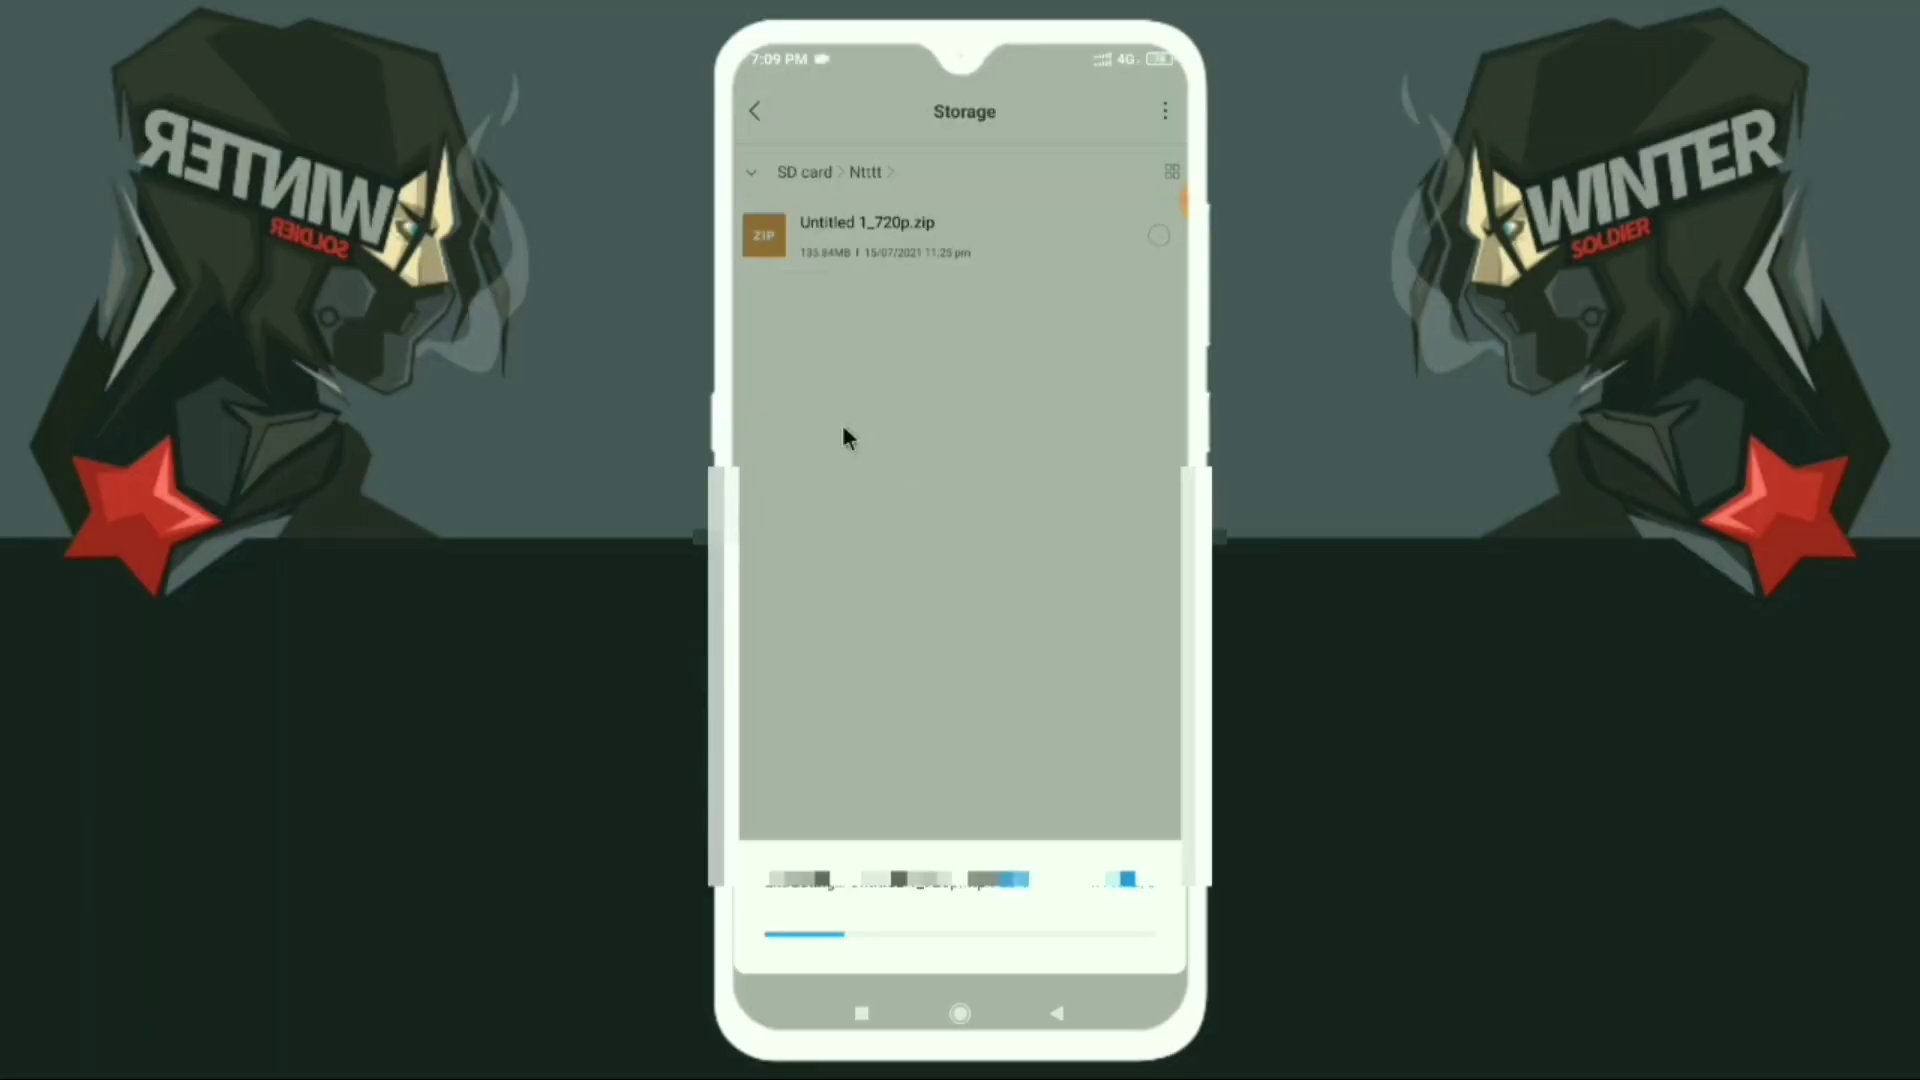 WINTER
SOLDIER
7:09 PM
4G
Storage
SD card > Ntttt >
ZIP
Untitled 1_720p.zip
135.84MB | 15/07/2021 11:25 pm
WINTER
SOLDIER